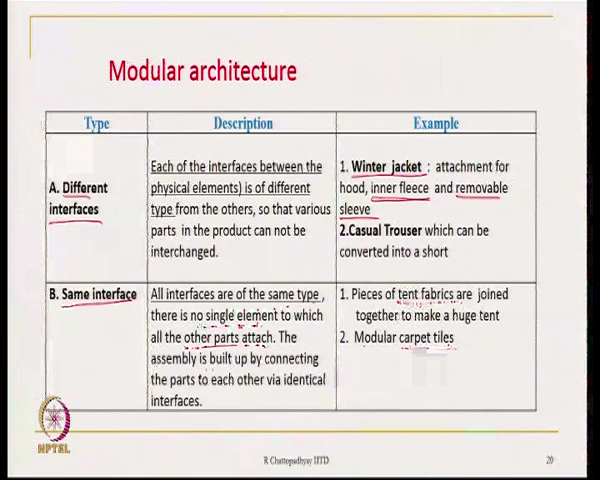 Modular architecture
Type
Description
Example
A. Different
interfaces
Each of the interfaces between the
physical elements) is of different
type from the others, so that various
parts in the product can not be
interchanged.
1. Winter jacket : attachment for
hood, inner fleece and removable
sleeve
2.Casual Trouser which can be
converted into a short
B. Same interface
All interfaces are of the same type ,
there is no single element to which
all the other parts attach. The
assembly is built up by connecting
the parts to each other via identical
interfaces.
1. Pieces of tent fabrics are joined
together to make a huge tent
2. Modular carpet tiles
NPTEL
R Chattopadhyay IITD
20